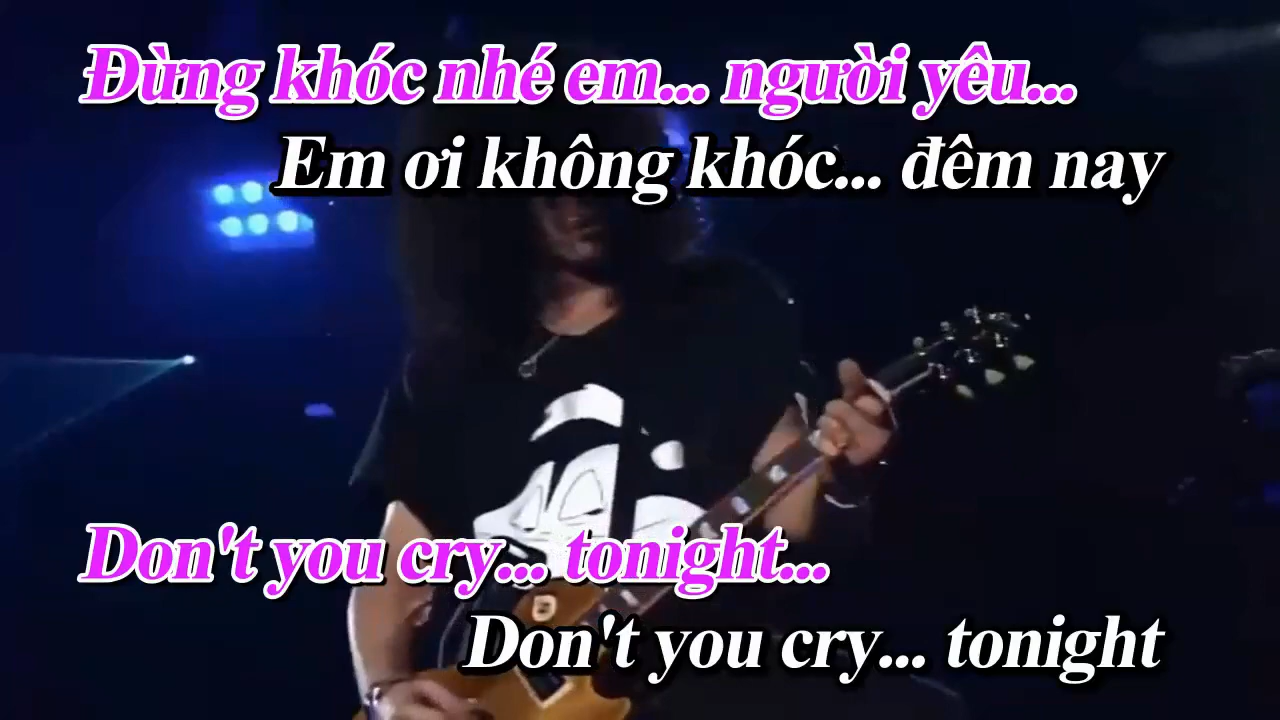 Đừng khóc nhé em... người yêu...
Em ơi không khóc... đêm nay
Don't you cry... tonight...
Don't you cry... tonight